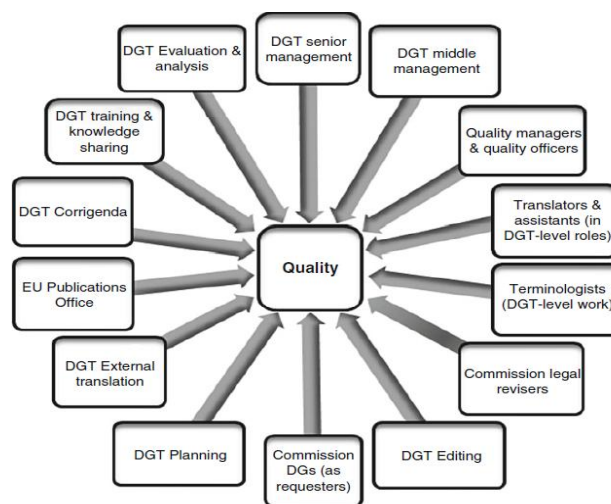 DGT Evaluation &
analysis
DGT senior
management
DGT middle
management
DGT training &
knowledge
sharing
Quality managers
& quality officers
DGT Corrigenda
Translators &
assistants (in
DGT-level roles)
Quality
EU Publications
Office
Terminologists
(DGT-level work)
DGT External
translation
Commission legal
revisers
DGT Planning
Commission
DGs (as
requesters)
DGT Editing